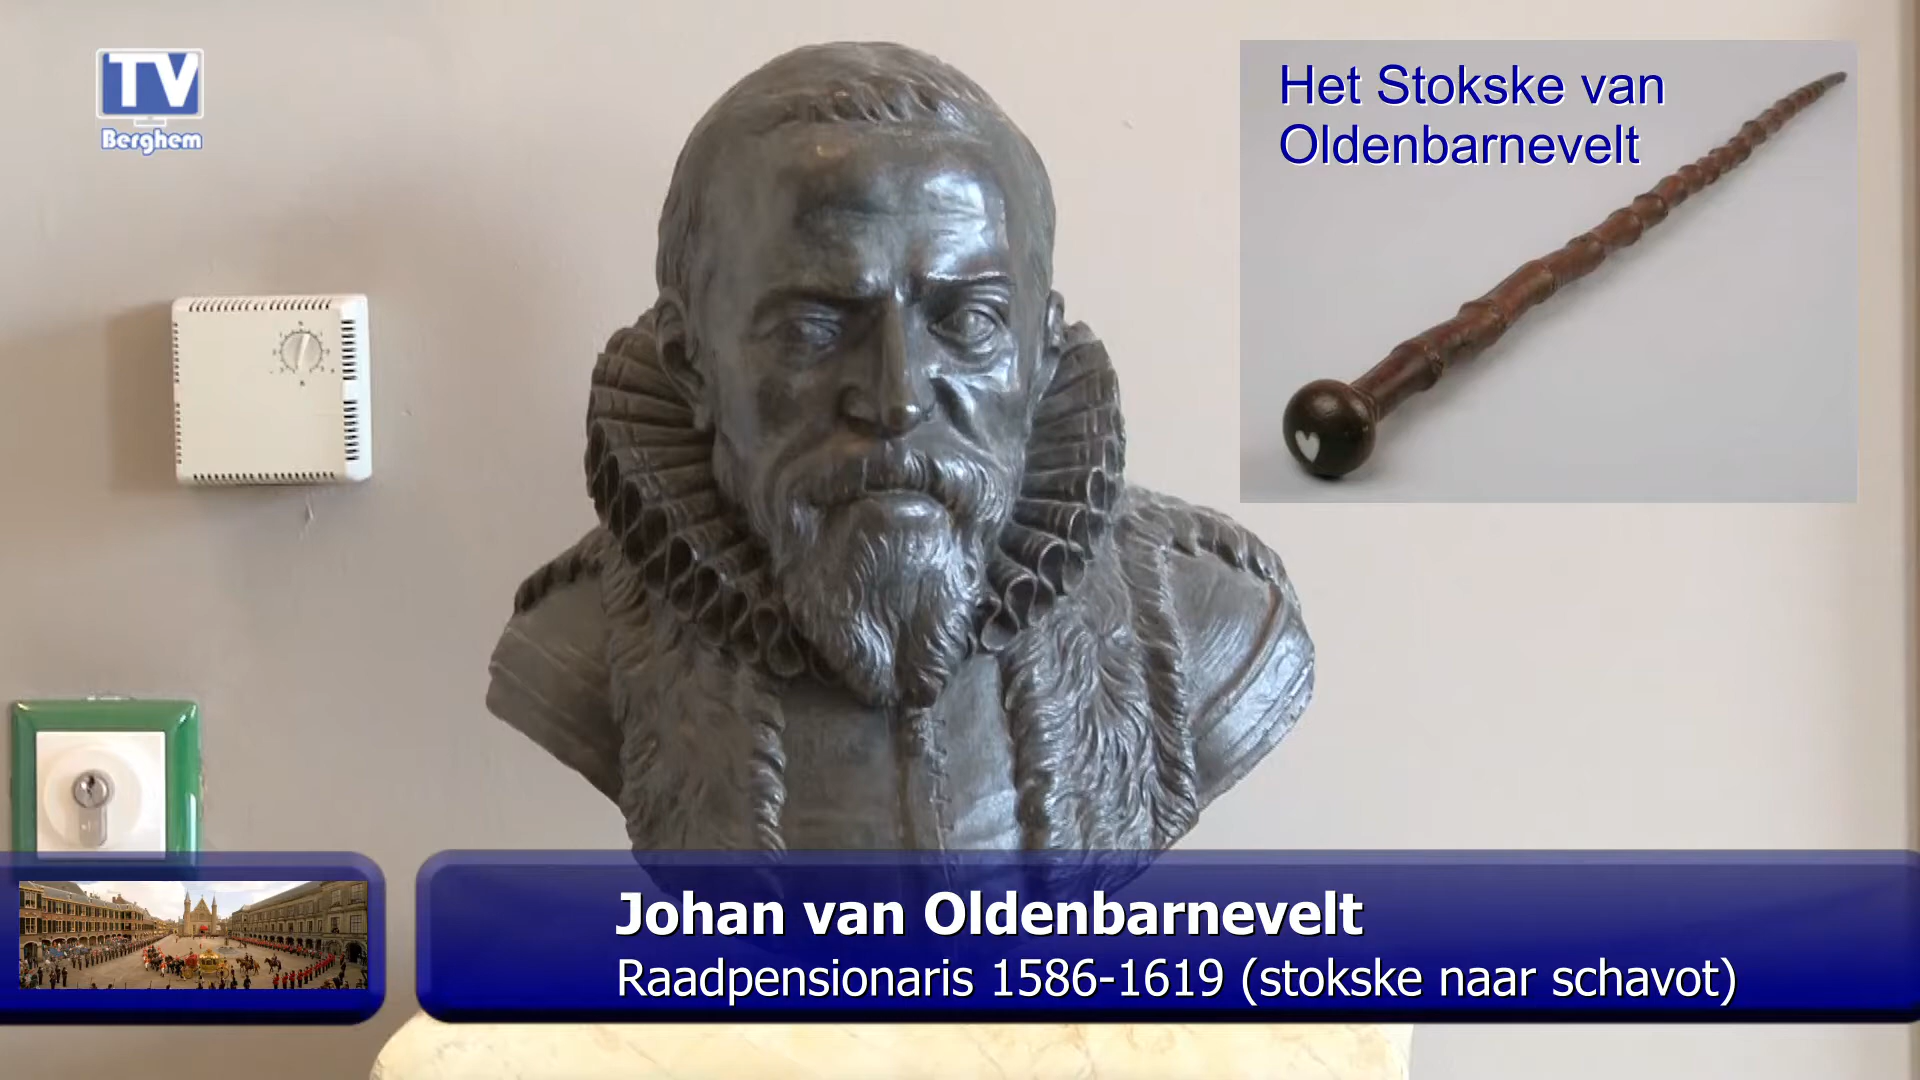 TV
Berghem
Het Stokske van
Oldenbarnevelt
Johan van Oldenbarnevelt
Raadpensionaris 1586-1619 (stokske naar schavot)